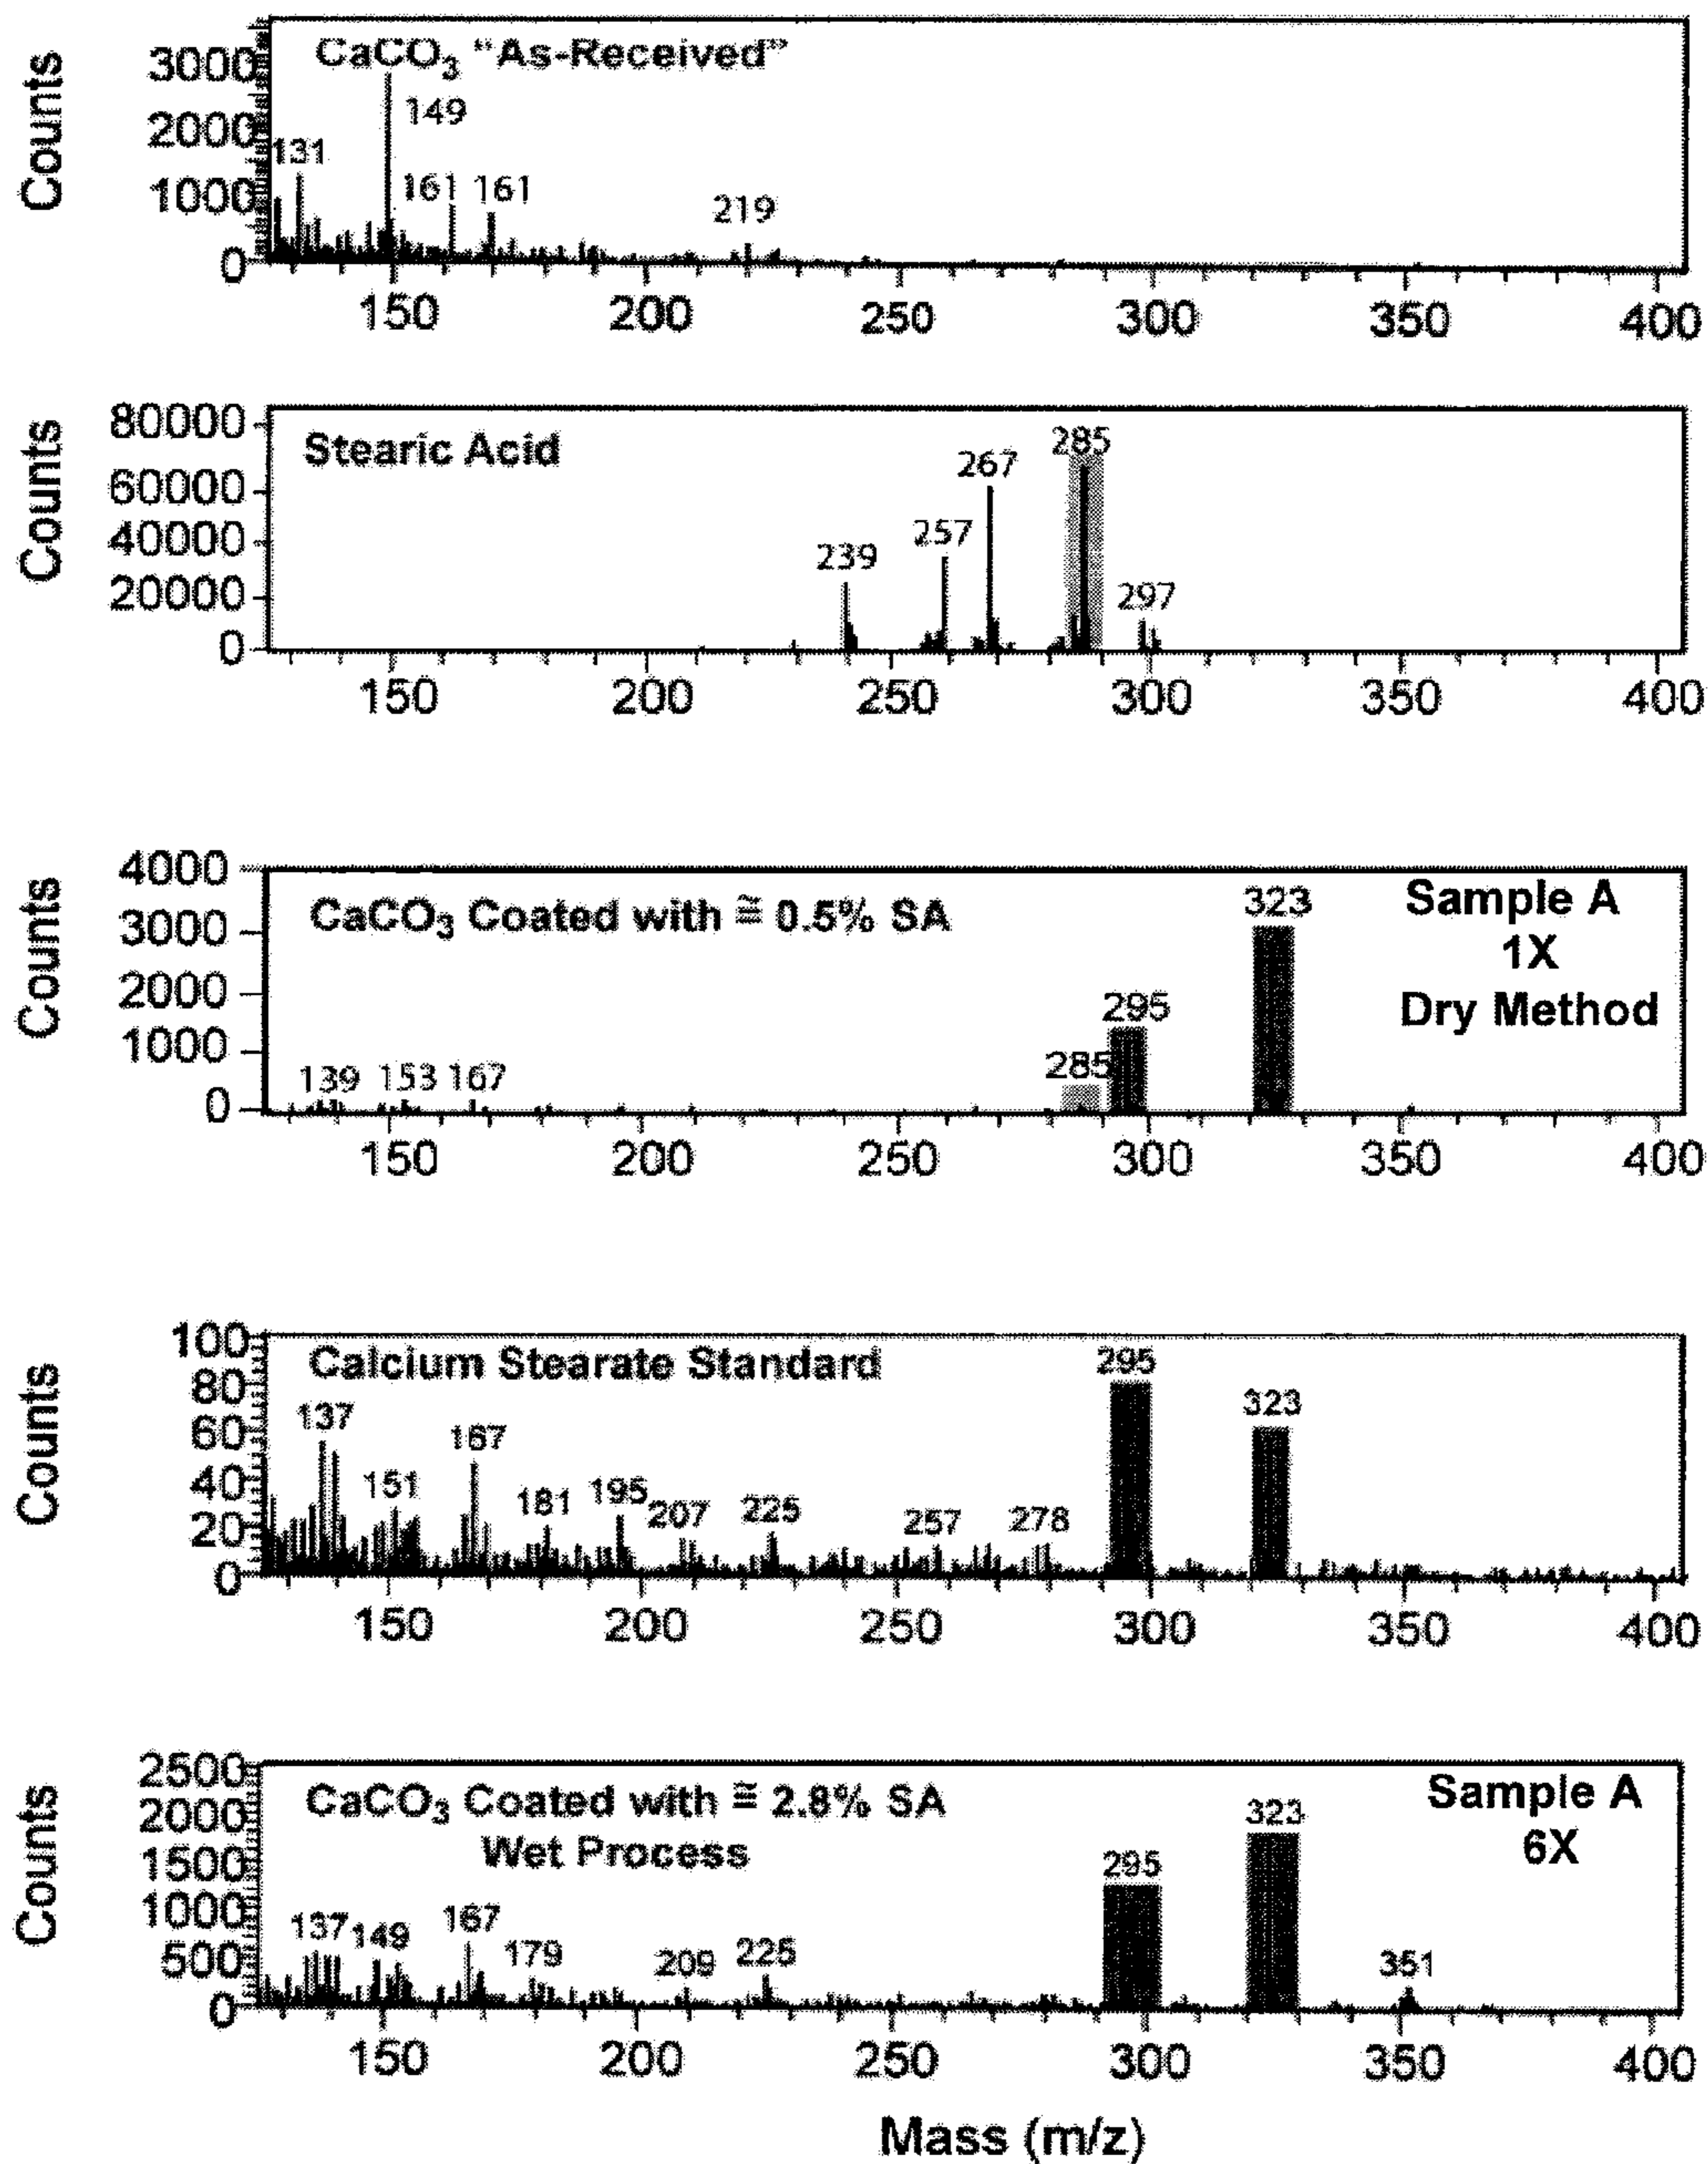 CaCO3 “As-Received”
Counts
3000
2000
1000
0
131
149
161
161
219
150 200 250 300 350 400
Stearic Acid
Counts
80000
60000
40000
20000
0
239
257
267
285
297
150 200 250 300 350 400
CaCO3 Coated with ≅ 0.5% SA
Sample A
1X
Dry Method
Counts
4000
3000
2000
1000
0
139 153 167
285
295
323
150 200 250 300 350 400
Calcium Stearate Standard
Counts
100
80
60
40
20
0
137
151
167
181
195
207
225
257
278
295
323
150 200 250 300 350 400
CaCO3 Coated with ≅ 2.8% SA
Wet Process
Sample A
6X
Counts
2500
2000
1500
1000
500
0
137
149
167
179
209
225
295
323
351
150 200 250 300 350 400
Mass (m/z)